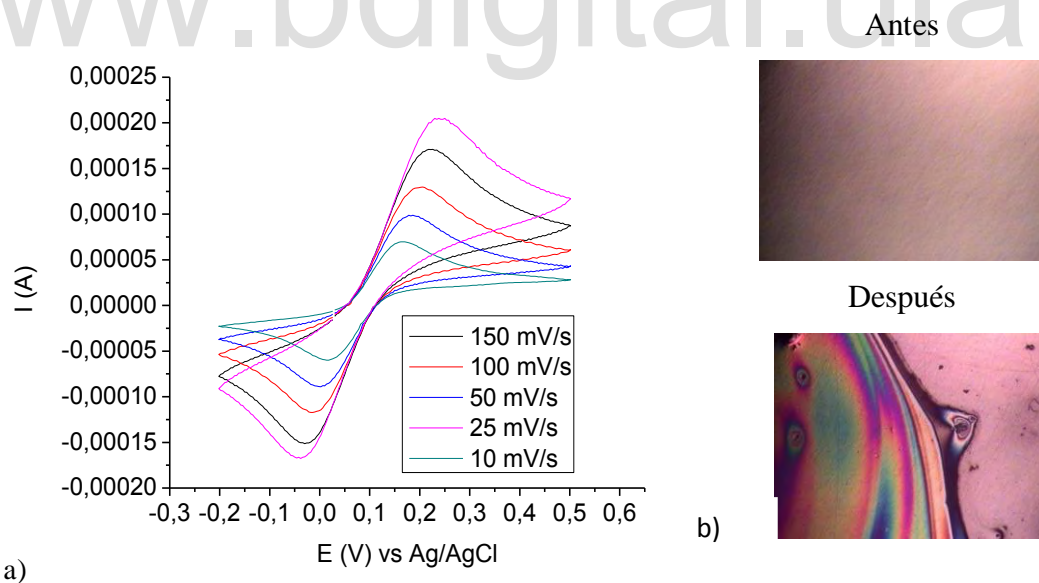 ww.bdigital.ula
Antes
0,00025
0,00020
0,00015
0,00010
0,00005
0,00000
-0,00005
-0,00010
-0,00015
-0,00020
I (A)
150 mV/s
100 mV/s
50 mV/s
25 mV/s
10 mV/s
-0,3 -0,2 -0,1 0,0 0,1 0,2 0,3 0,4 0,5 0,6
E (V) vs Ag/AgCl
a)
Después
b)